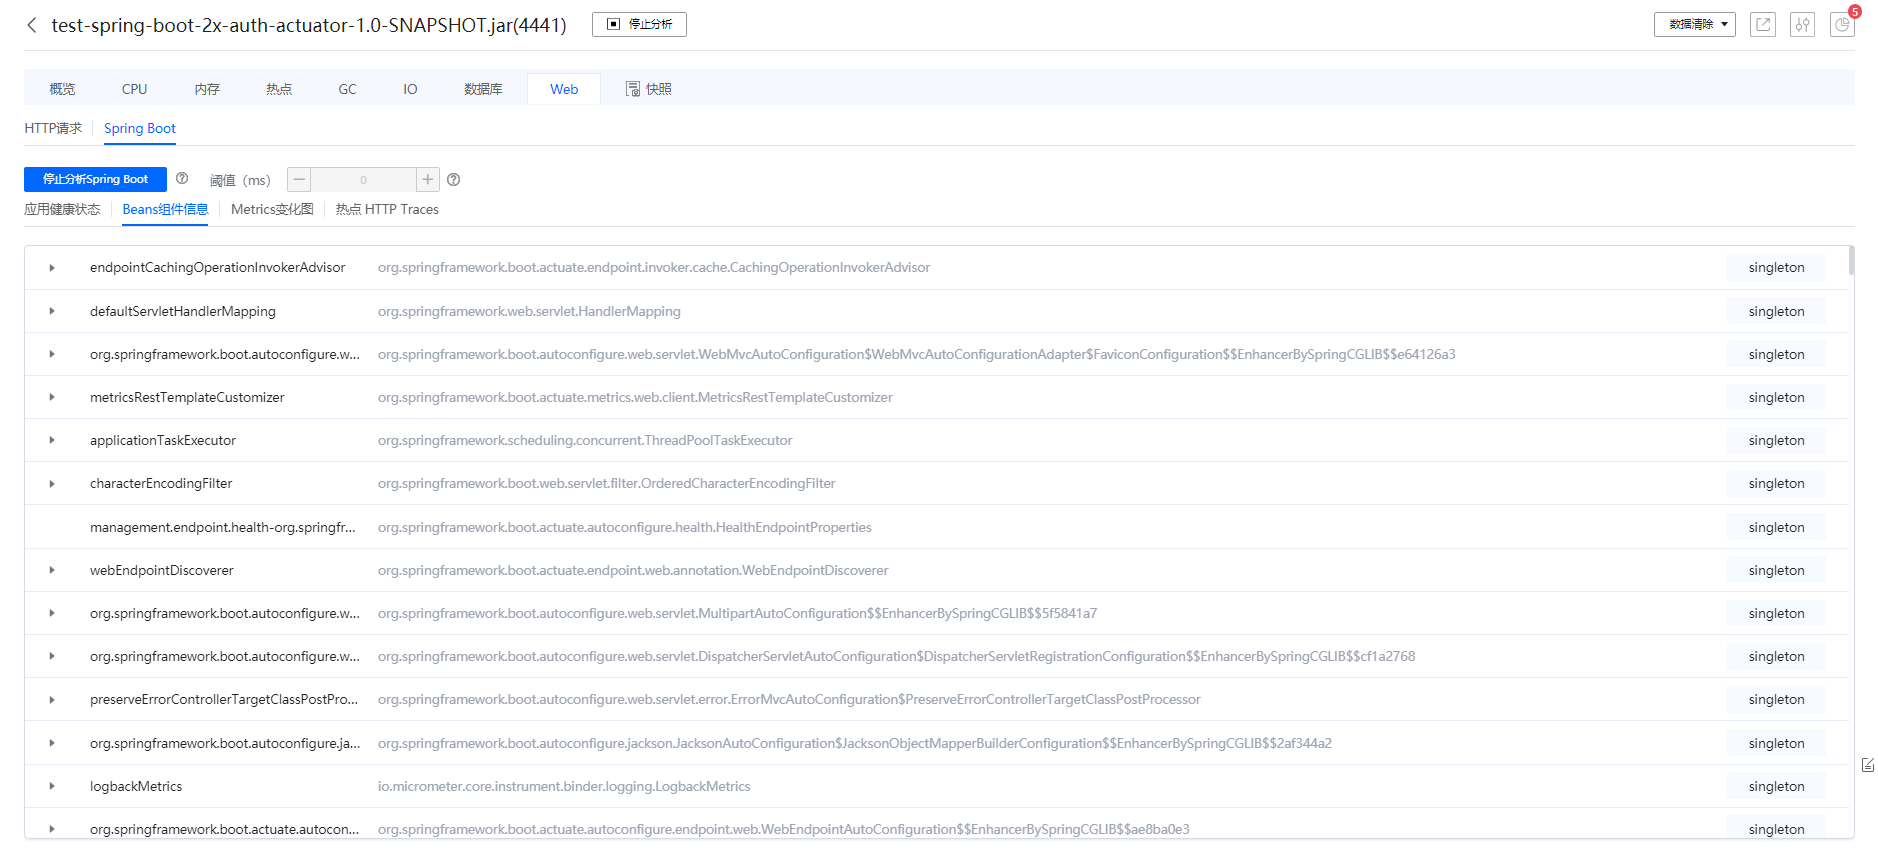 test-spring-boot-2x-auth-actuator-1.0-SNAPSHOT.jar(4441) 停止分析 数据清除 5
概览 CPU 内存 热点 GC IO 数据库 Web 快照
HTTP请求 Spring Boot
停止分析Spring Boot 阈值（ms） 0
应用健康状态 Beans组件信息 Metrics变化图 热点 HTTP Traces
endpointCachingOperationInvokerAdvisor org.springframework.boot.actuate.endpoint.invoker.cache.CachingOperationInvokerAdvisor singleton
defaultServletHandlerMapping org.springframework.web.servlet.HandlerMapping singleton
org.springframework.boot.autoconfigure.w... org.springframework.boot.autoconfigure.web.servlet.WebMvcAutoConfiguration$WebMvcAutoConfigurationAdapter$FaviconConfiguration$$EnhancerBySpringCGLIB$$e64126a3 singleton
metricsRestTemplateCustomizer org.springframework.boot.actuate.metrics.web.client.MetricsRestTemplateCustomizer singleton
applicationTaskExecutor org.springframework.scheduling.concurrent.ThreadPoolTaskExecutor singleton
characterEncodingFilter org.springframework.boot.web.servlet.filter.OrderedCharacterEncodingFilter singleton
management.endpoint.health-org.springfr... org.springframework.boot.actuate.autoconfigure.health.HealthEndpointProperties singleton
webEndpointDiscoverer org.springframework.boot.actuate.endpoint.web.annotation.WebEndpointDiscoverer singleton
org.springframework.boot.autoconfigure.w... org.springframework.boot.autoconfigure.web.servlet.MultipartAutoConfiguration$$EnhancerBySpringCGLIB$$5f5841a7 singleton
org.springframework.boot.autoconfigure.w... org.springframework.boot.autoconfigure.web.servlet.DispatcherServletAutoConfiguration$DispatcherServletRegistrationConfiguration$$EnhancerBySpringCGLIB$$cf1a2768 singleton
preserveErrorControllerTargetClassPostPro... org.springframework.boot.autoconfigure.web.servlet.error.ErrorMvcAutoConfiguration$PreserveErrorControllerTargetClassPostProcessor singleton
org.springframework.boot.autoconfigure.ja... org.springframework.boot.autoconfigure.jackson.JacksonAutoConfiguration$JacksonObjectMapperBuilderConfiguration$$EnhancerBySpringCGLIB$$2af344a2 singleton
logbackMetrics io.micrometer.core.instrument.binder.logging.LogbackMetrics singleton
org.springframework.boot.actuate.autocon... org.springframework.boot.actuate.autoconfigure.endpoint.web.WebEndpointAutoConfiguration$$EnhancerBySpringCGLIB$$ae8ba0e3 singleton